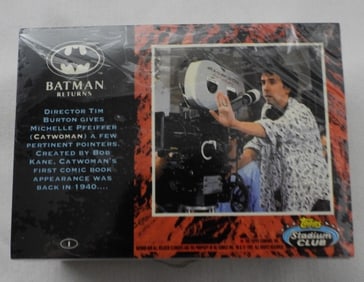 BATMAN
RETURNS
DIRECTOR TIM
BURTON GIVES
MICHELLE PFEIFFER
(CATWOMAN) A FEW
PERTINENT POINTERS.
CREATED BY BOB
KANE, CATWOMAN'S
FIRST COMIC BOOK
APPEARANCE WAS
BACK IN 1940....
1
Topps
Stadium
CLUB